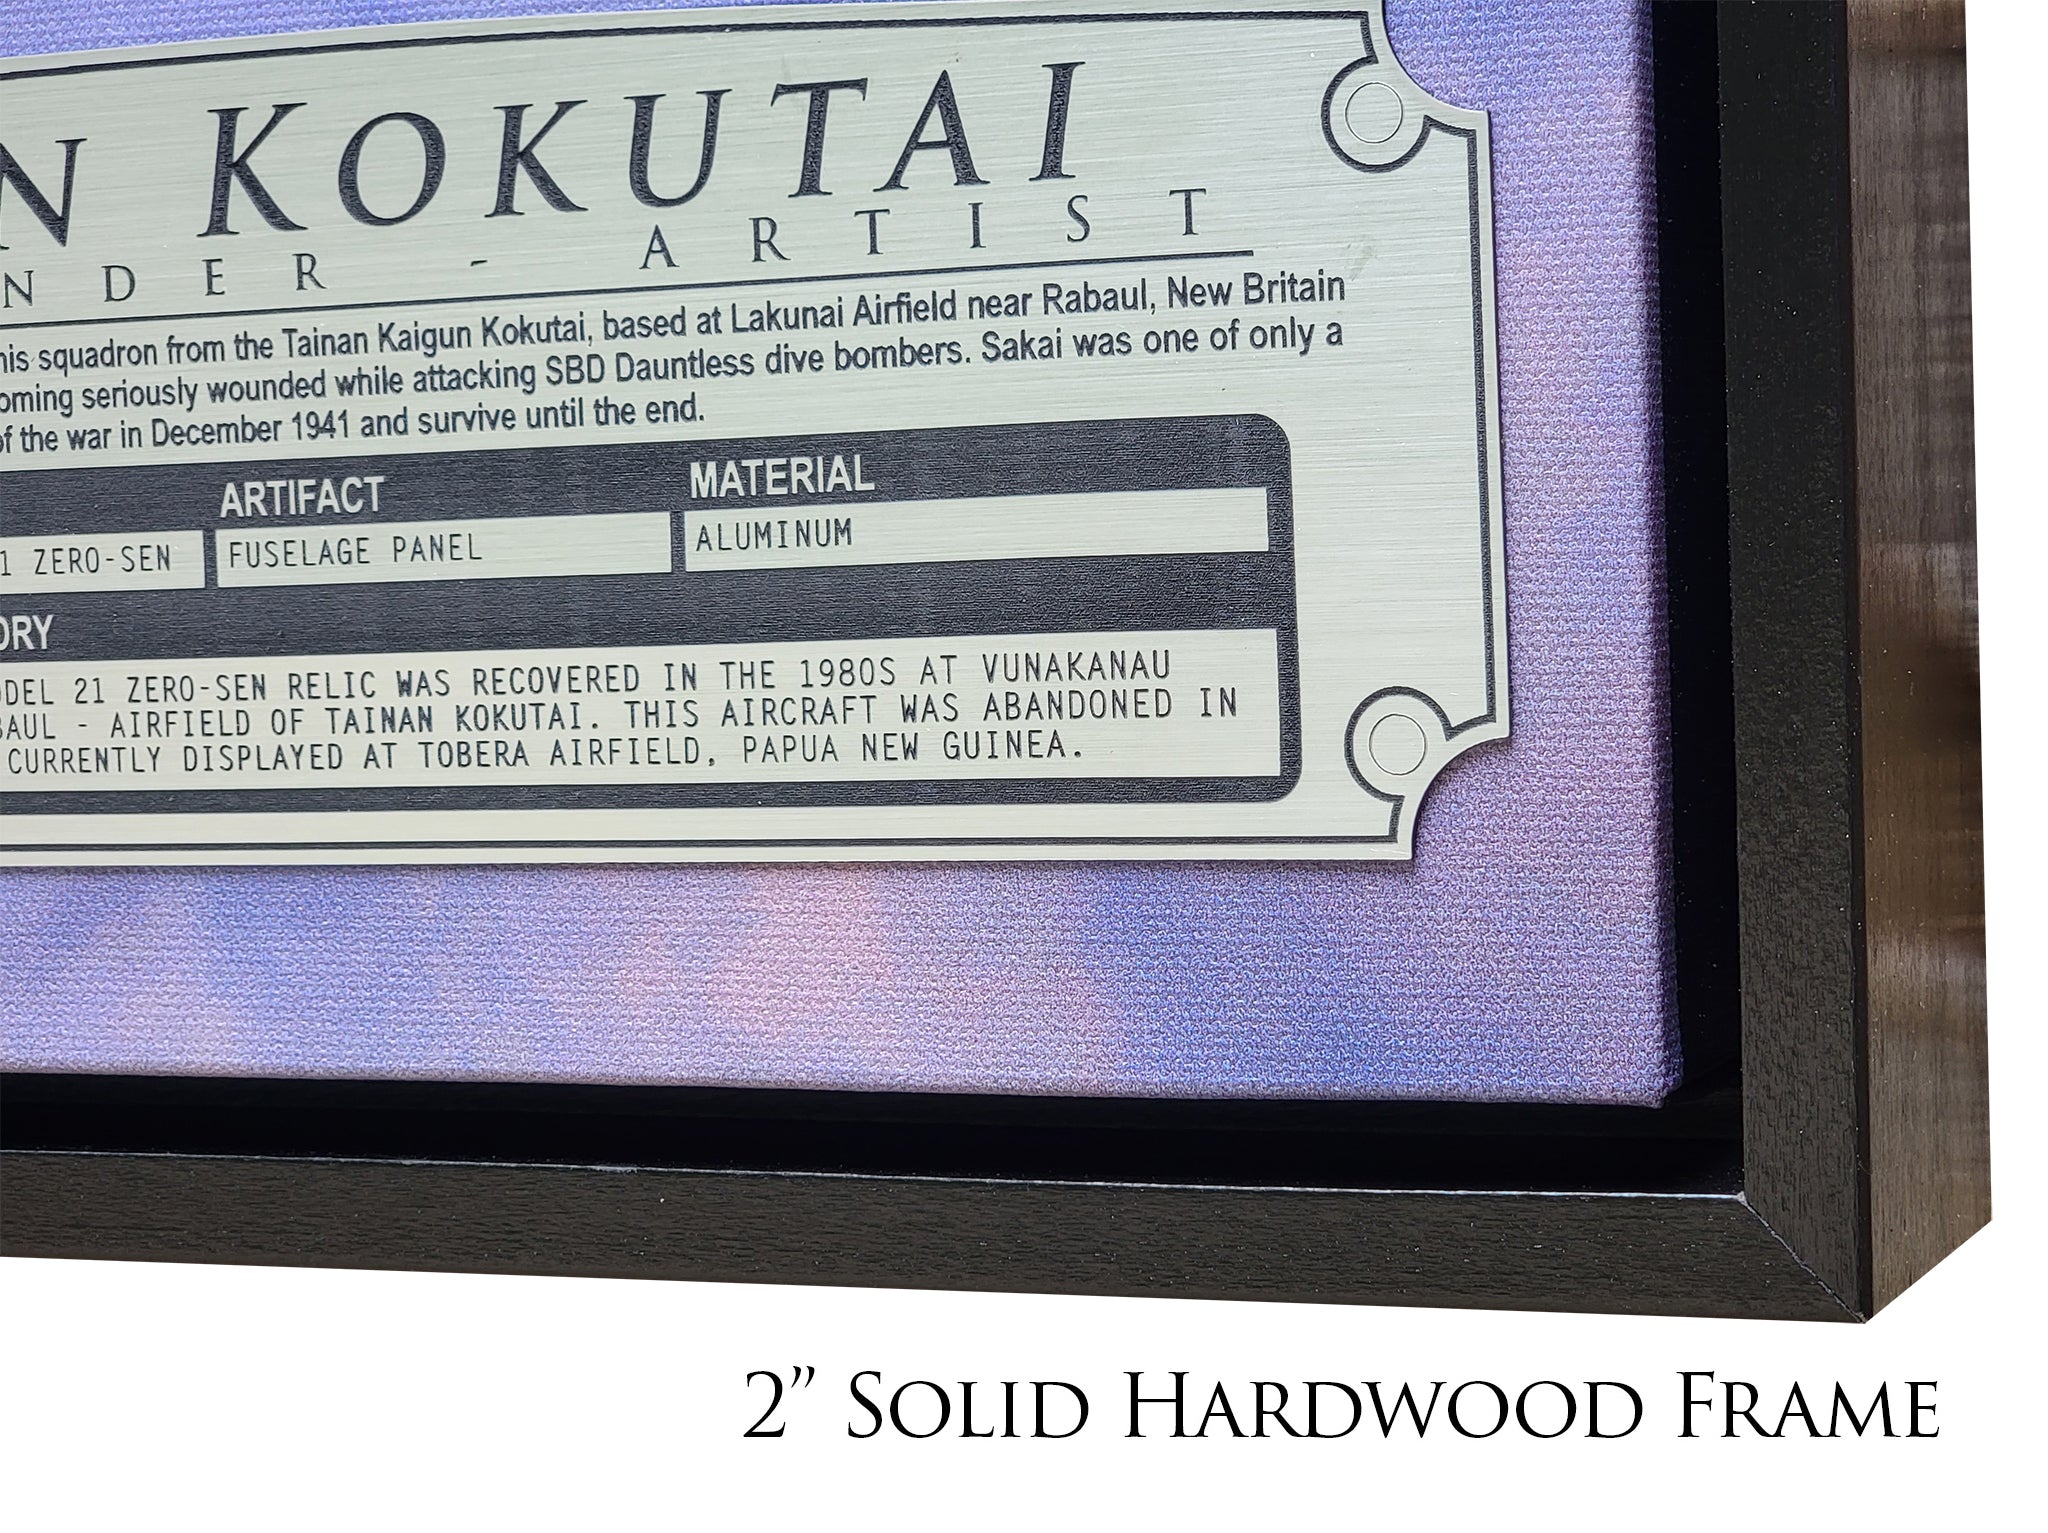 N KOKUTAI
NDER - ARTIST
his squadron from the Tainan Kaigun Kokutai, based at Lakunai Airfield near Rabaul, New Britain
oming seriously wounded while attacking SBD Dauntless dive bombers. Sakai was one of only a
of the war in December 1941 and survive until the end.
ARTIFACT MATERIAL
1 ZERO-SEN FUSELAGE PANEL ALUMINUM
ORY
ODEL 21 ZERO-SEN RELIC WAS RECOVERED IN THE 1980S AT VUNAKANAU
BAUL - AIRFIELD OF TAINAN KOKUTAI. THIS AIRCRAFT WAS ABANDONED IN
CURRENTLY DISPLAYED AT TOBERA AIRFIELD, PAPUA NEW GUINEA.
2” SOLID HARDWOOD FRAME